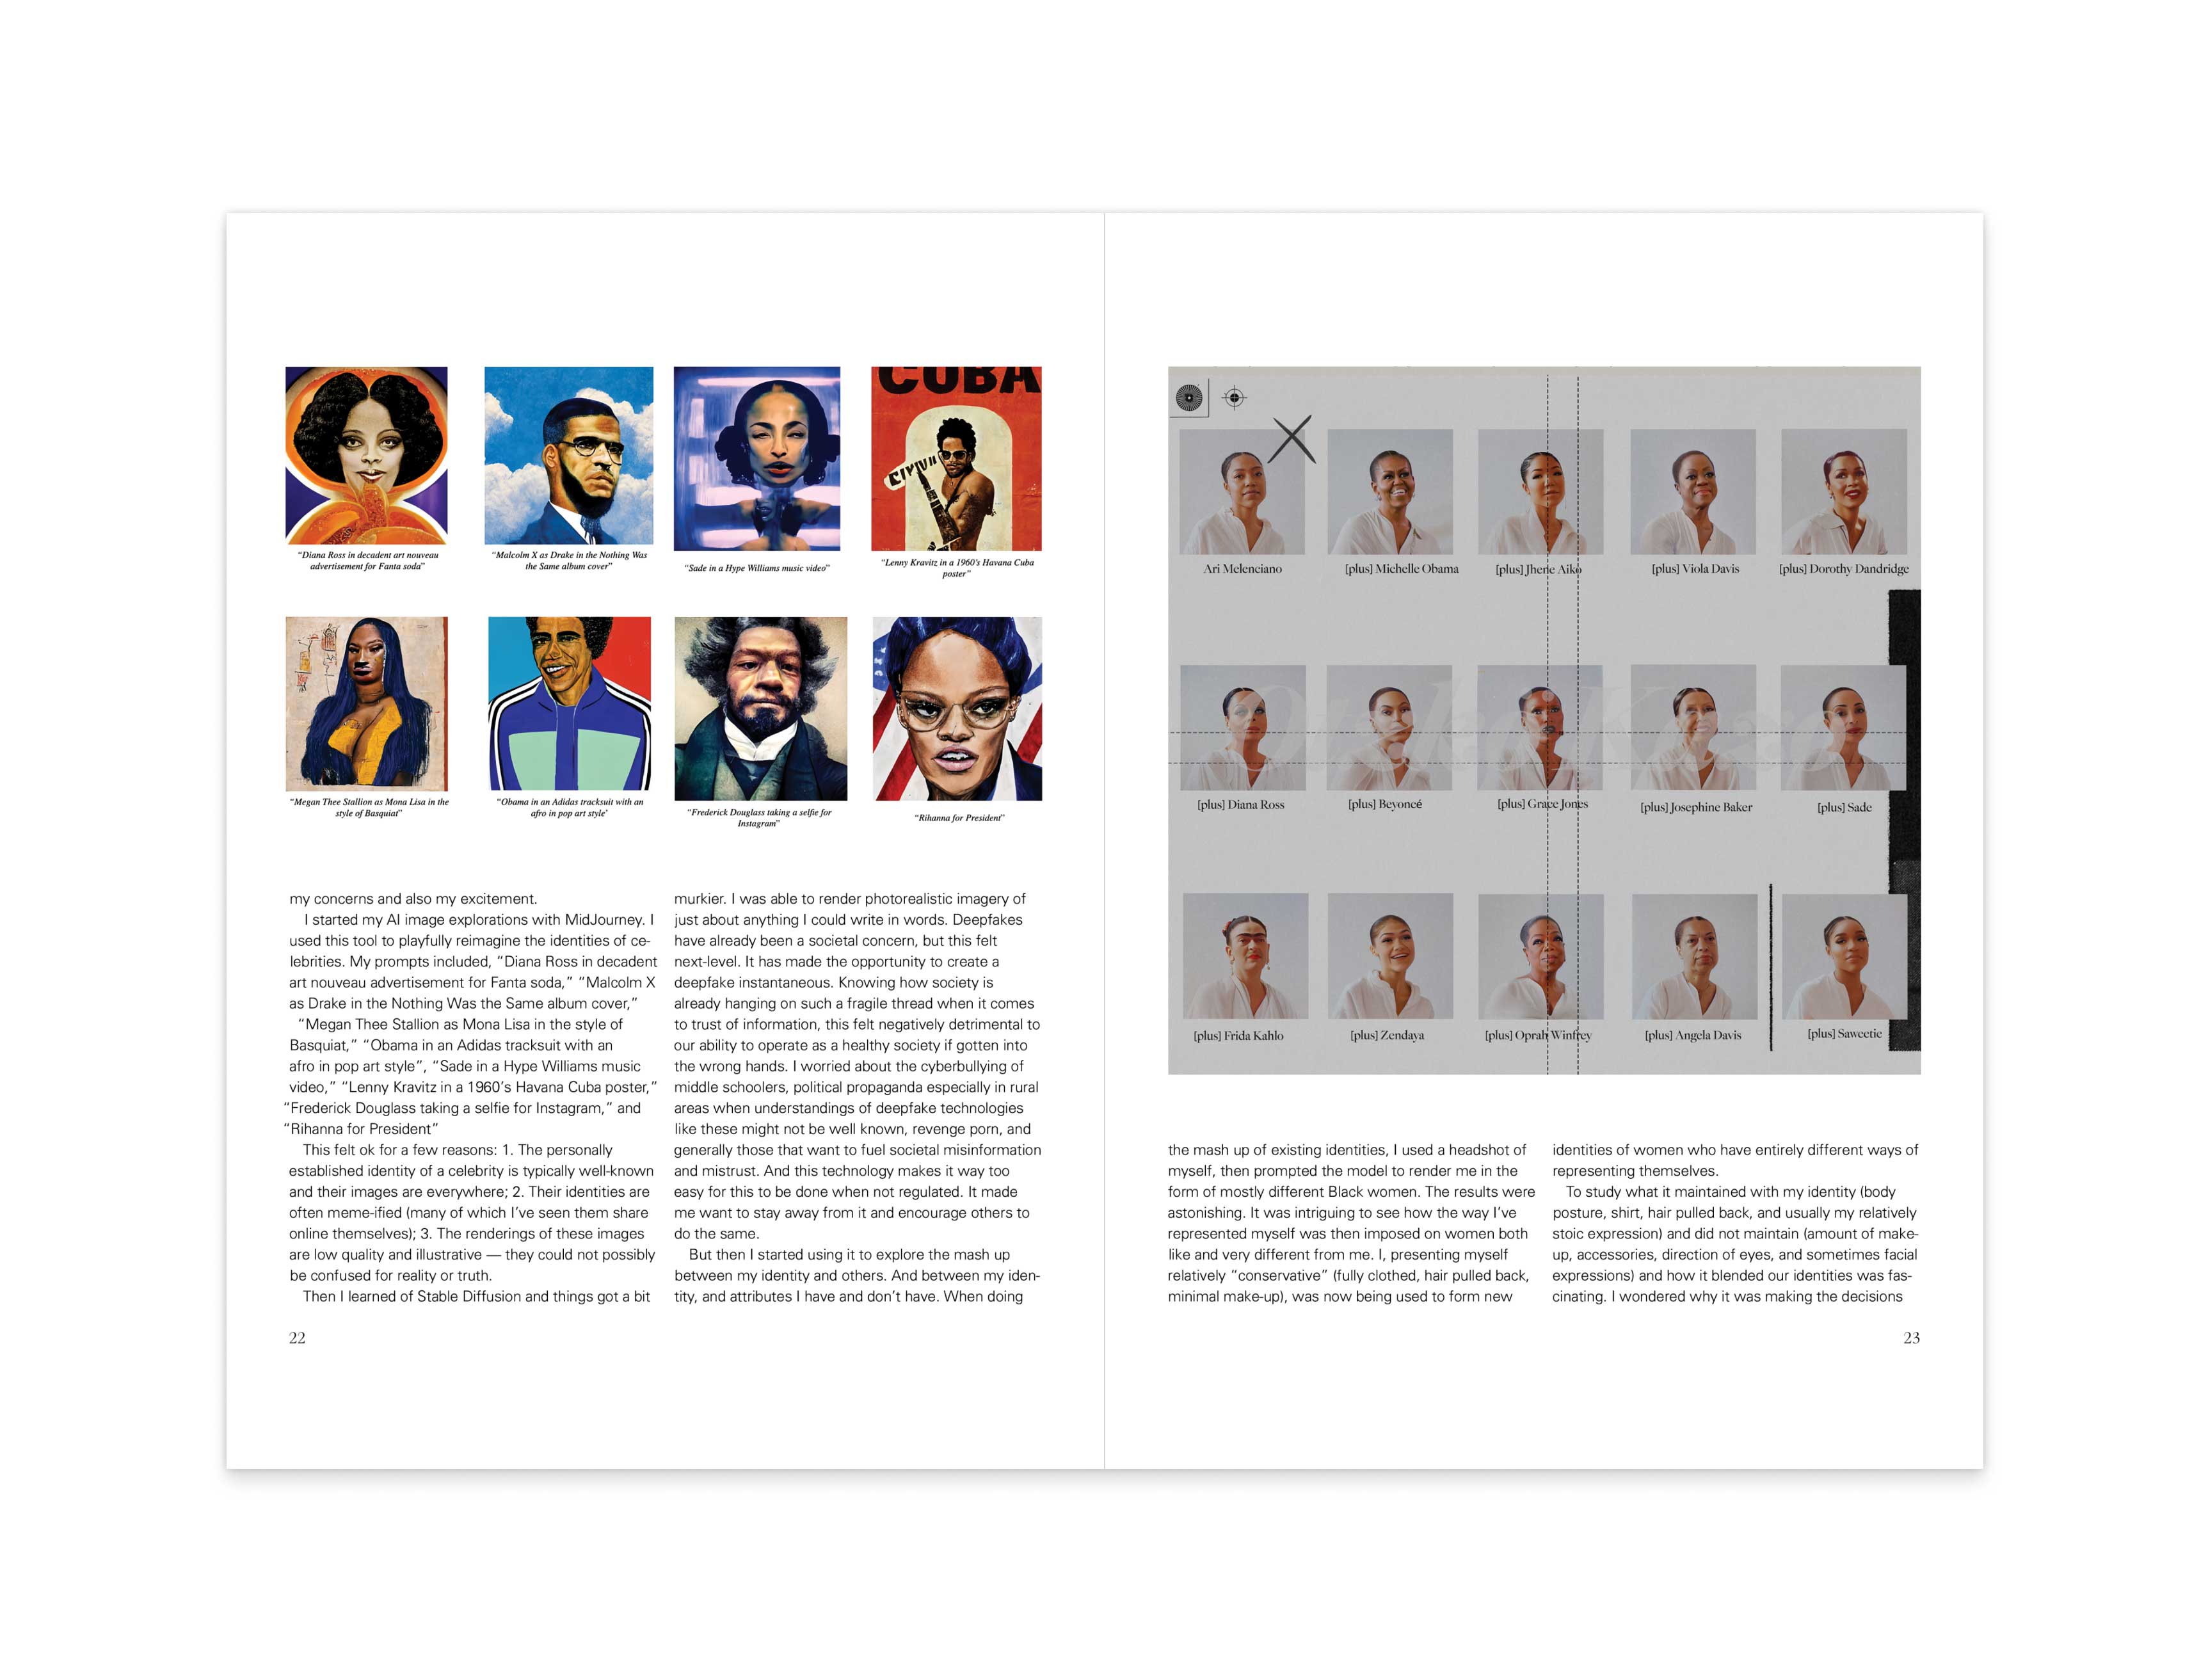 CUBA
"Diana Ross in decadent art nouveau
advertisement for Fanta soda"
"Malcolm X as Drake in the Nothing Was
the Same album cover"
"Sade in a Hype Williams music video"
"Lenny Kravitz in a 1960's Havana Cuba
poster"
"Megan Thee Stallion as Mona Lisa in the
style of Basquiat"
"Obama in an Adidas tracksuit with an
afro in pop art style'
"Frederick Douglass taking a selfie for
Instagram"
"Rihanna for President"
my concerns and also my excitement.
I started my AI image explorations with MidJourney. I
used this tool to playfully reimagine the identities of ce-
lebrities. My prompts included, "Diana Ross in decadent
art nouveau advertisement for Fanta soda," "Malcolm X
as Drake in the Nothing Was the Same album cover,"
"Megan Thee Stallion as Mona Lisa in the style of
Basquiat," "Obama in an Adidas tracksuit with an
afro in pop art style", "Sade in a Hype Williams music
video," "Lenny Kravitz in a 1960's Havana Cuba poster,"
"Frederick Douglass taking a selfie for Instagram," and
"Rihanna for President"
This felt ok for a few reasons: 1. The personally
established identity of a celebrity is typically well-known
and their images are everywhere; 2. Their identities are
often meme-ified (many of which I've seen them share
online themselves); 3. The renderings of these images
are low quality and illustrative — they could not possibly
be confused for reality or truth.
Then I learned of Stable Diffusion and things got a bit
murkier. I was able to render photorealistic imagery of
just about anything I could write in words. Deepfakes
have already been a societal concern, but this felt
next-level. It has made the opportunity to create a
deepfake instantaneous. Knowing how society is
already hanging on such a fragile thread when it comes
to trust of information, this felt negatively detrimental to
our ability to operate as a healthy society if gotten into
the wrong hands. I worried about the cyberbullying of
middle schoolers, political propaganda especially in rural
areas when understandings of deepfake technologies
like these might not be well known, revenge porn, and
generally those that want to fuel societal misinformation
and mistrust. And this technology makes it way too
easy for this to be done when not regulated. It made
me want to stay away from it and encourage others to
do the same.
But then I started using it to explore the mash up
between my identity and others. And between my iden-
tity, and attributes I have and don't have. When doing
22
Ari Melenciano
[plus] Michelle Obama
[plus] Jhene Aiko
[plus] Viola Davis
[plus] Dorothy Dandridge
[plus] Diana Ross
[plus] Beyoncé
[plus] Grace Jones
[plus] Josephine Baker
[plus] Sade
[plus] Frida Kahlo
[plus] Zendaya
[plus] Oprah Winfrey
[plus] Angela Davis
[plus] Saweetie
the mash up of existing identities, I used a headshot of
myself, then prompted the model to render me in the
form of mostly different Black women. The results were
astonishing. It was intriguing to see how the way I've
represented myself was then imposed on women both
like and very different from me. I, presenting myself
relatively "conservative" (fully clothed, hair pulled back,
minimal make-up), was now being used to form new
identities of women who have entirely different ways of
representing themselves.
To study what it maintained with my identity (body
posture, shirt, hair pulled back, and usually my relatively
stoic expression) and did not maintain (amount of make-
up, accessories, direction of eyes, and sometimes facial
expressions) and how it blended our identities was fas-
cinating. I wondered why it was making the decisions
23